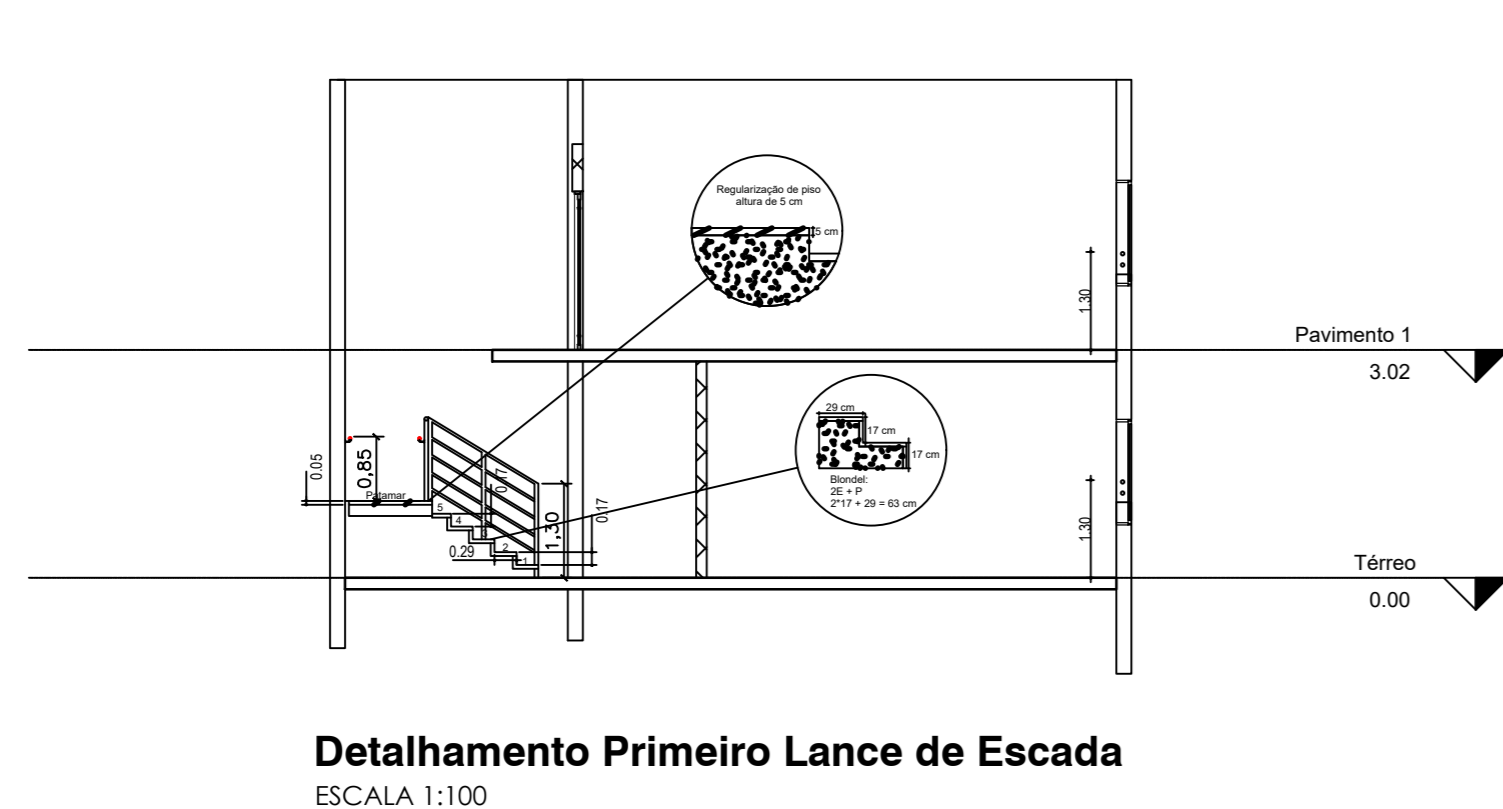 Regularização de piso
altura de 5 cm
5 cm
1.30
Pavimento 1
3.02
29 cm
17 cm
17 cm
Blondel:
2E + P
2*17 + 29 = 63 cm
0.05
0,85
Patamar
5
4
2
1
0.17
0.29
1,30
0.17
1.30
Térreo
0.00
Detalhamento Primeiro Lance de Escada
ESCALA 1:100